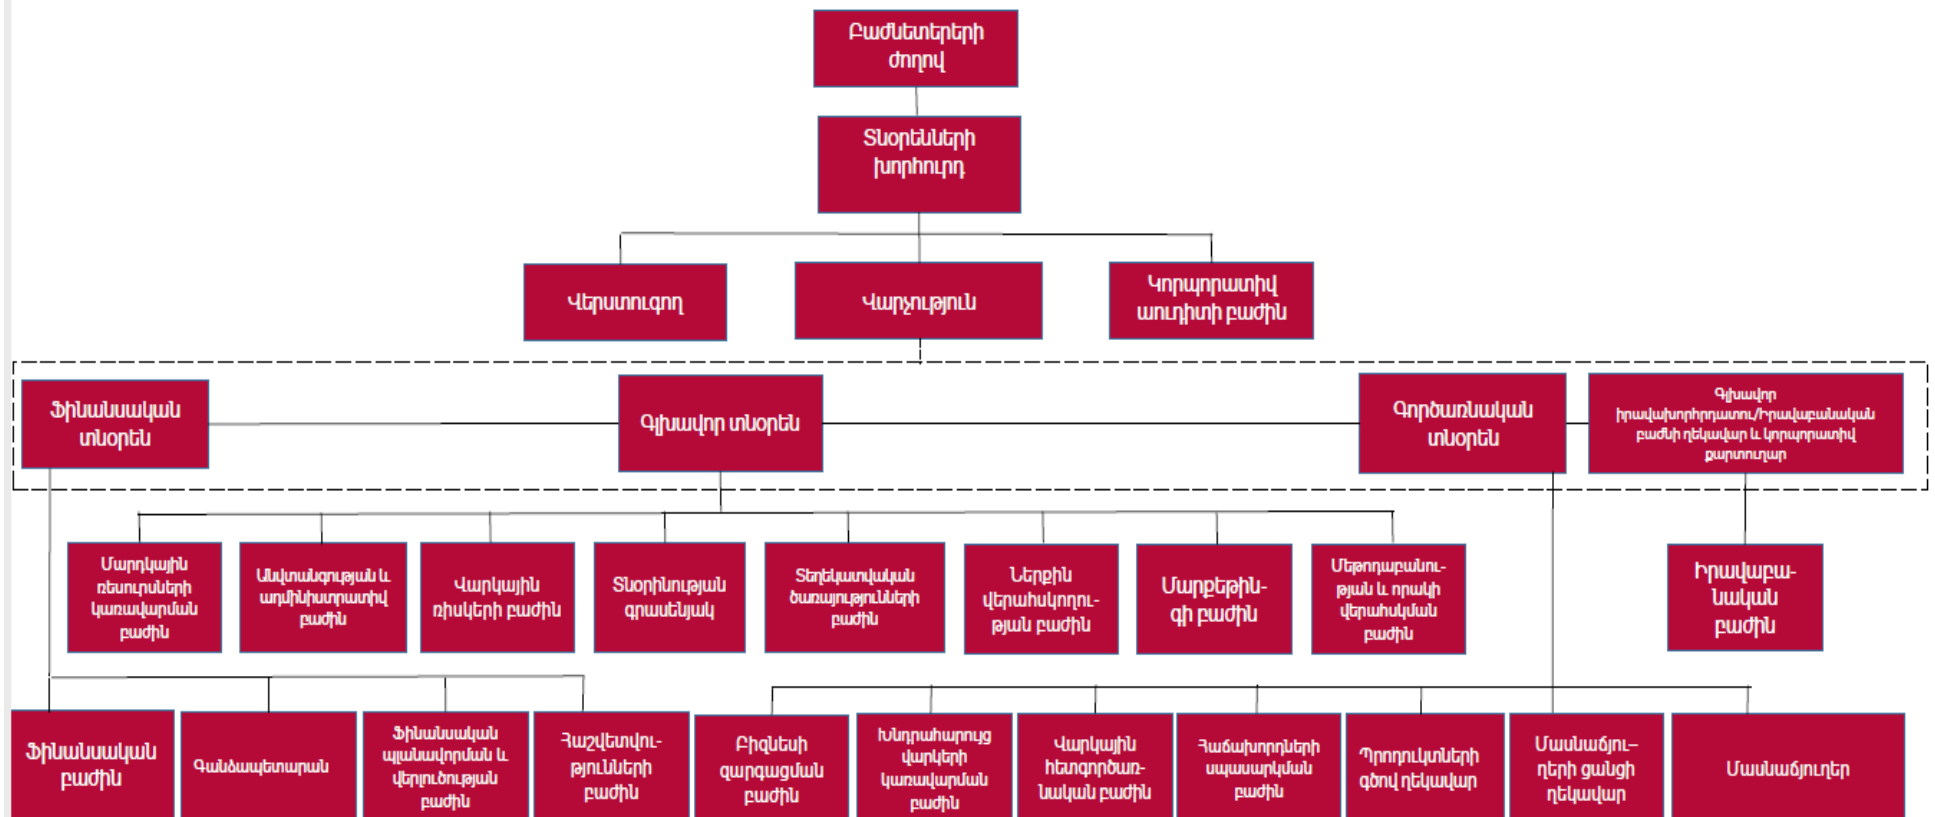 Բաժնետերերի
ժողով
Տնօրենների
խորհուրդ
Վերստուգող
Վարչություն
Կորպորատիվ
աուդիտի բաժին
Ֆինանսական
տնօրեն
Գլխավոր տնօրեն
Գործառնական
տնօրեն
Գլխավոր
իրավախորհրդատու/Իրավաբանական
բաժնի ղեկավար և կորպորատիվ
քարտուղար
Մարդկային
ռեսուրսների
կառավարման
բաժին
Անվտանգության և
ադմինիստրատիվ
բաժին
Վարկային
ռիսկերի բաժին
Տնօրինության
գրասենյակ
Տեղեկատվական
ծառայությունների
բաժին
Ներքին
վերահսկողու-
թյան բաժին
Մարքեթին-
գի բաժին
Մեթոդաբանու-
թյան և որակի
վերահսկման
բաժին
Իրավաբա-
նական
բաժին
Ֆինանսական
բաժին
Գանձապետարան
Ֆինանսական
պլանավորման և
վերլուծության
բաժին
Հաշվետվու-
թյունների
բաժին
Բիզնեսի
զարգացման
բաժին
Խնդրահարույց
վարկերի
կառավարման
բաժին
Վարկային
հետգործառ-
նական բաժին
Հաճախորդների
սպասարկման
բաժին
Պրոդուկտների
գծով ղեկավար
Մասնաճյու–
ղերի ցանցի
ղեկավար
Մասնաճյուղեր